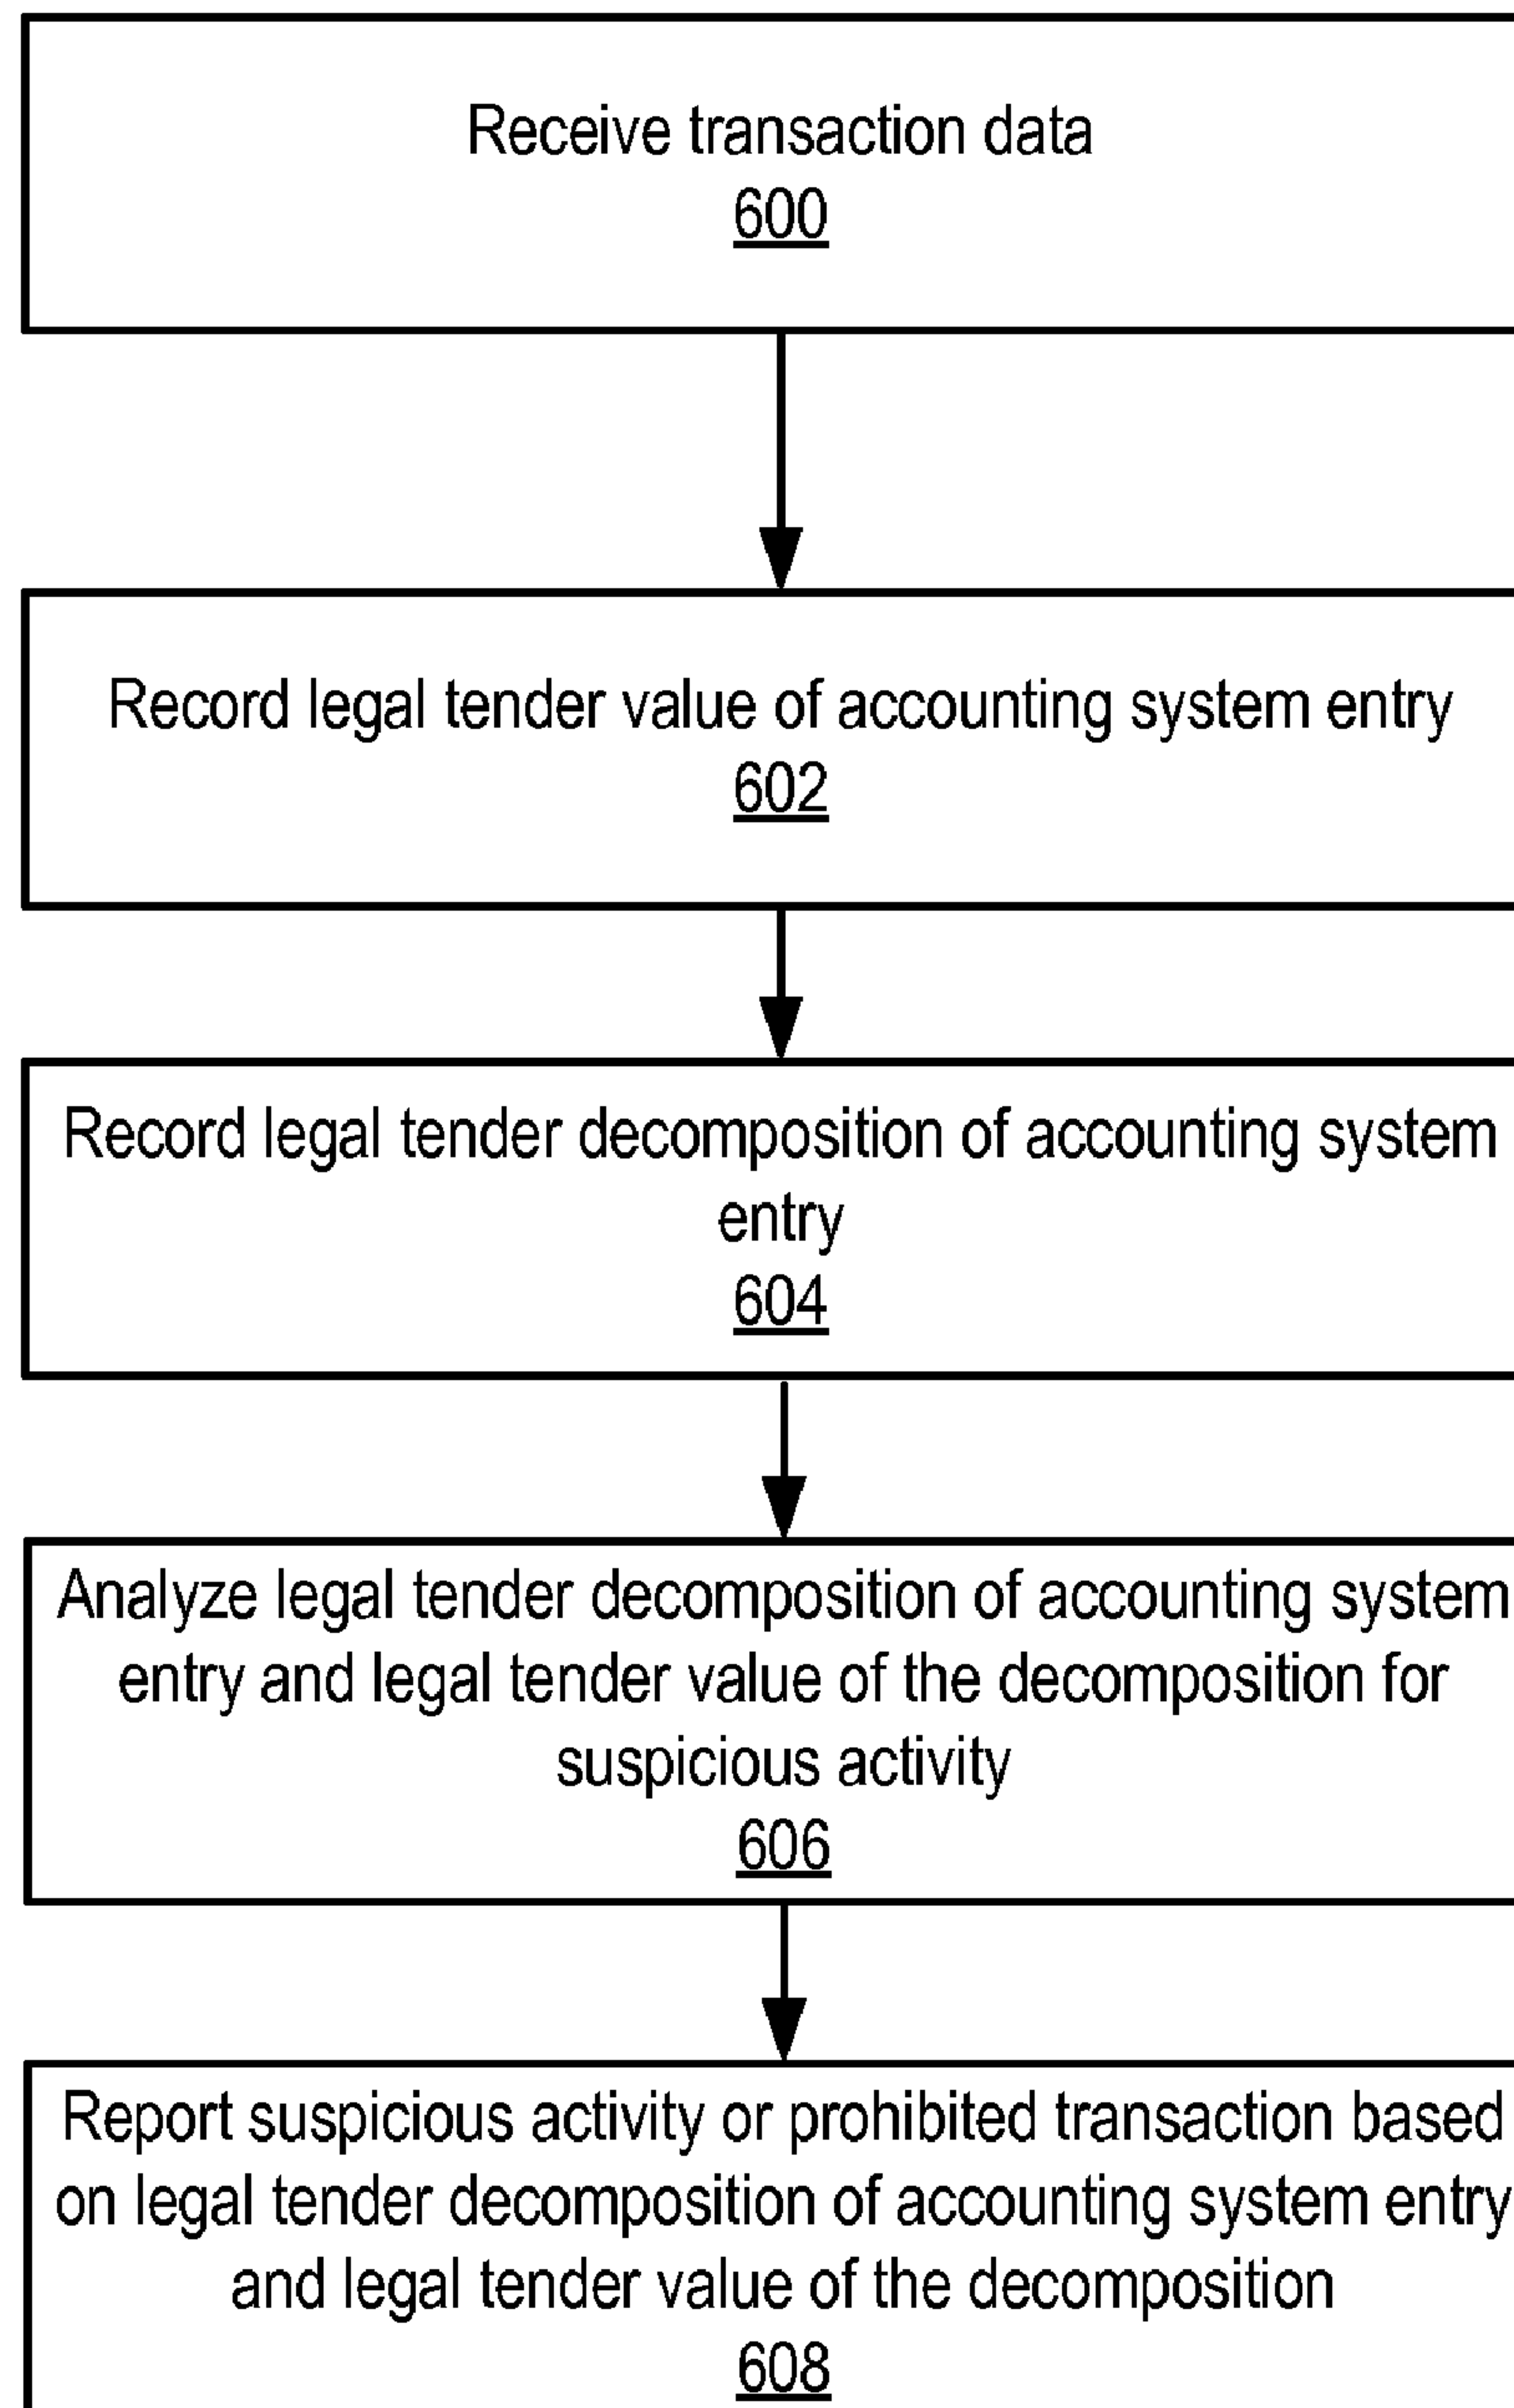 Receive transaction data
600
Record legal tender value of accounting system entry
602
Record legal tender decomposition of accounting system
entry
604
Analyze legal tender decomposition of accounting system
entry and legal tender value of the decomposition for
suspicious activity
606
Report suspicious activity or prohibited transaction based
on legal tender decomposition of accounting system entry
and legal tender value of the decomposition
608